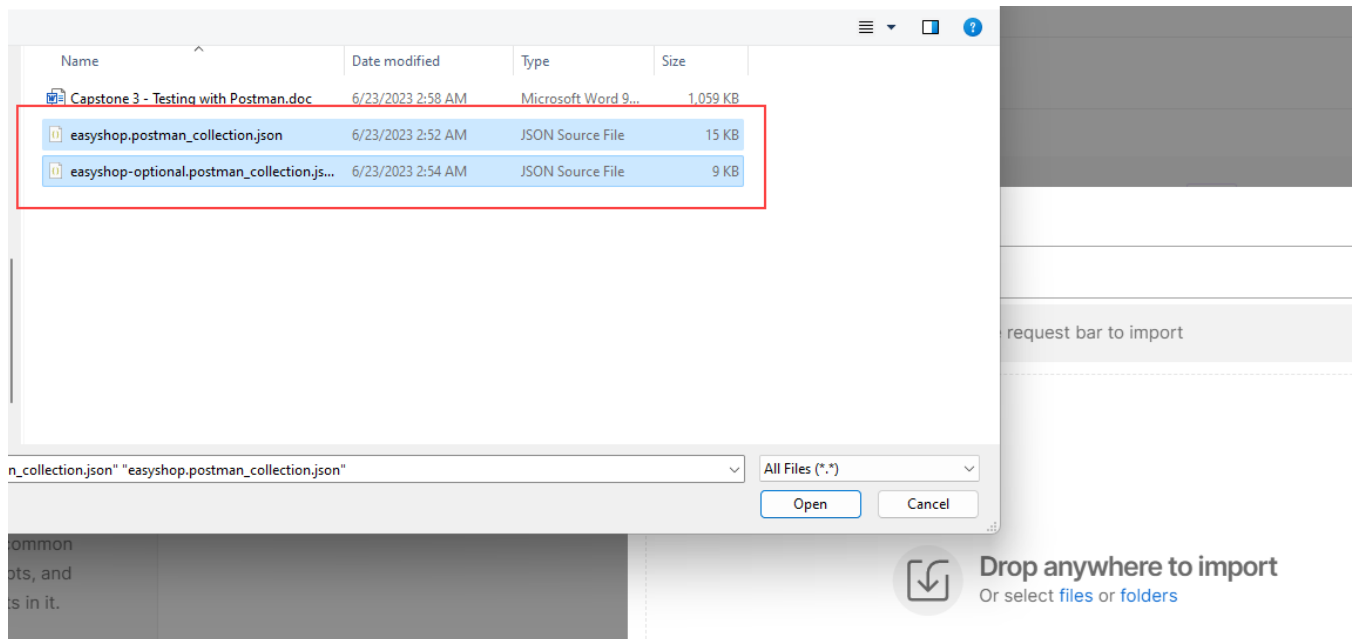 Name Date modified Type Size
Capstone 3 - Testing with Postman.doc 6/23/2023 2:58 AM Microsoft Word 9... 1,059 KB
easyshop.postman_collection.json 6/23/2023 2:52 AM JSON Source File 15 KB
easyshop-optional.postman_collection.js... 6/23/2023 2:54 AM JSON Source File 9 KB
request bar to import
n_collection.json" "easyshop.postman_collection.json" All Files (*.*)
Open Cancel
common
ots, and
ts in it.
Drop anywhere to import
Or select files or folders